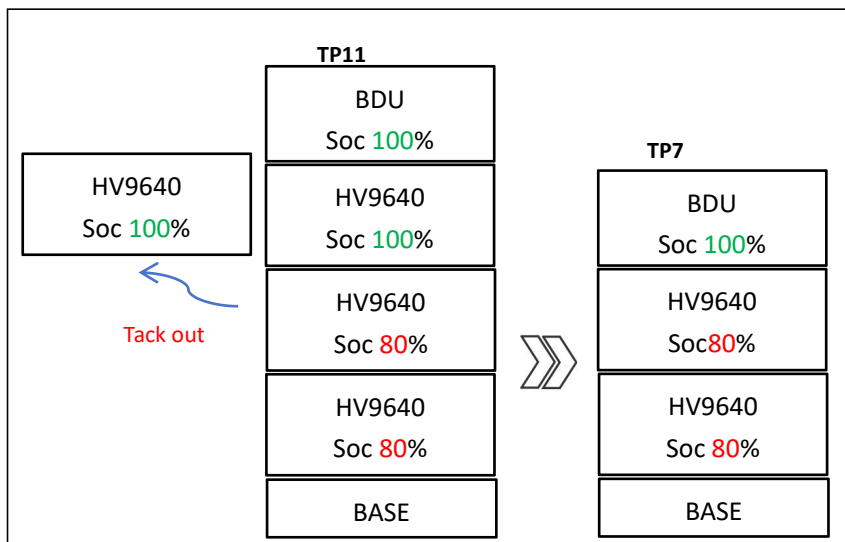 HV9640
Soc 100%
Tack out
TP11
BDU
Soc 100%
HV9640
Soc 100%
HV9640
Soc 80%
HV9640
Soc 80%
BASE
TP7
BDU
Soc 100%
HV9640
Soc80%
HV9640
Soc 80%
BASE